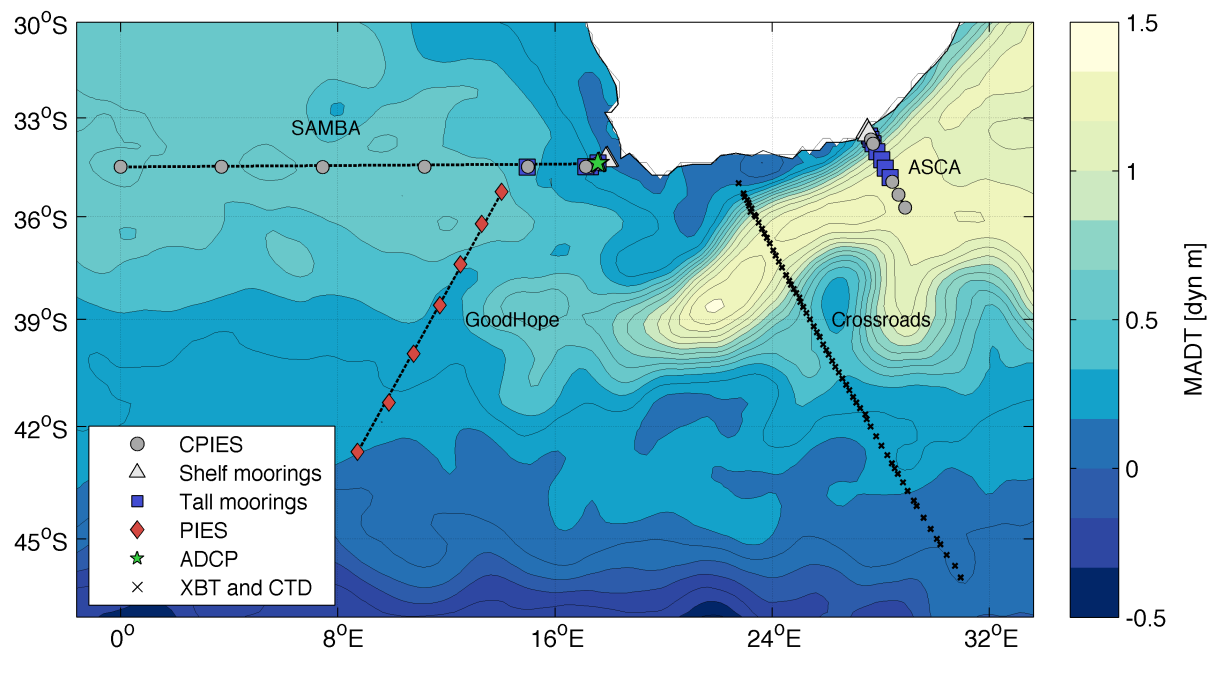 30°S
33°S
36°S
39°S
42°S
45°S
0°
8°E
16°E
24°E
32°E
SAMBA
ASCA
GoodHope
Crossroads
CPIES
Shelf moorings
Tall moorings
PIES
ADCP
XBT and CTD
1.5
1
0.5
0
-0.5
MADT [dyn m]